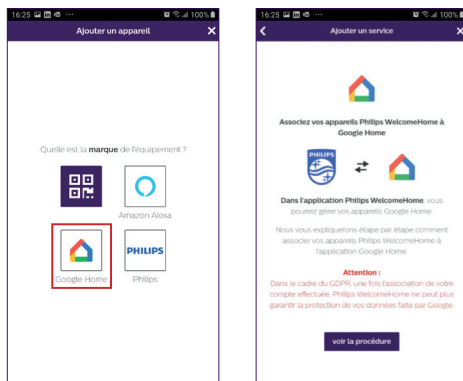 16:25 ... 100%
Ajouter un appareil
Quelle est la marque de l'équipement ?
Amazon Alexa
Google Home
PHILIPS
Philips
16:25 ... 100%
Ajouter un service
Associez vos appareils Philips WelcomeHome à
Google Home
PHILIPS
Dans l'application Philips WelcomeHome, vous
pourrez gérer vos appareils Google Home
Nous vous expliquerons étape par étape comment
associer vos appareils Philips WelcomeHome à
l'application Google Home.
Attention :
Dans le cadre du GDPR, une fois l'association de votre
compte effectuée, Philips WelcomeHome ne peut plus
garantir la protection de vos données faite par Google.
voir la procédure